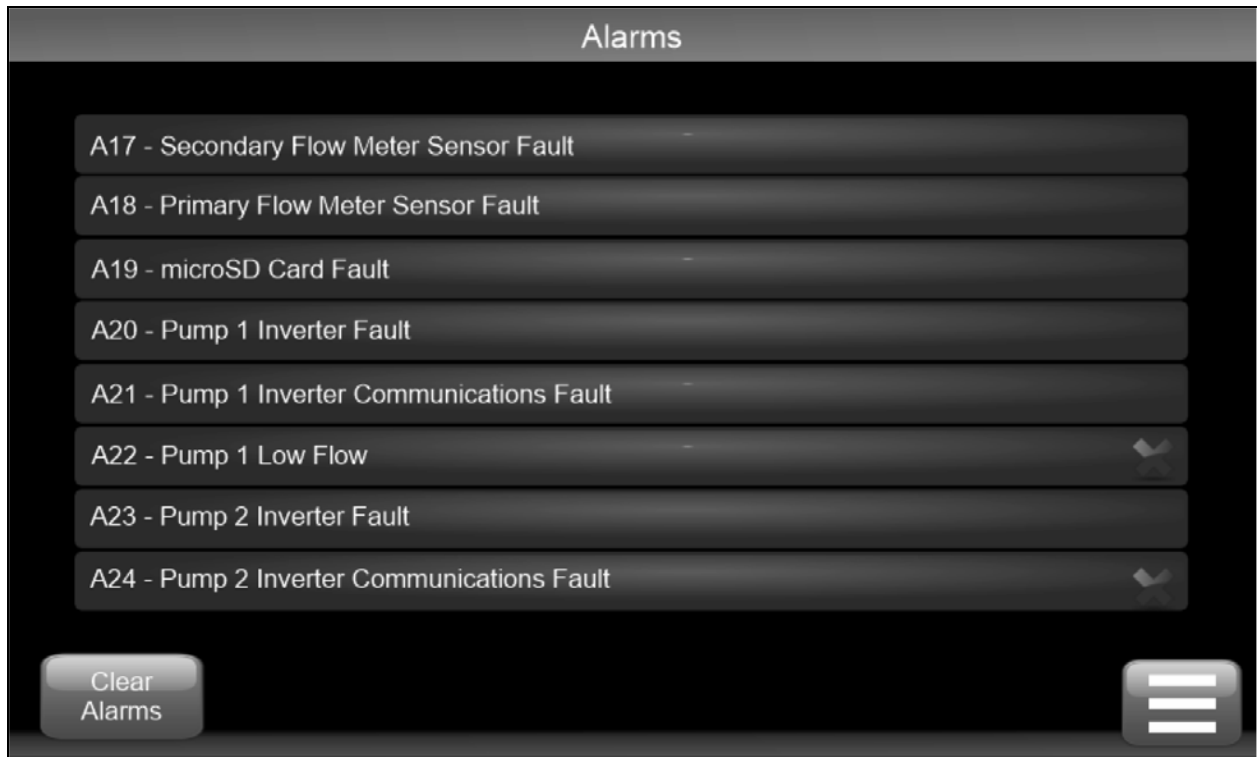 Alarms
A17 - Secondary Flow Meter Sensor Fault
A18 - Primary Flow Meter Sensor Fault
A19 - microSD Card Fault
A20 - Pump 1 Inverter Fault
A21 - Pump 1 Inverter Communications Fault
A22 - Pump 1 Low Flow
A23 - Pump 2 Inverter Fault
A24 - Pump 2 Inverter Communications Fault
Clear
Alarms